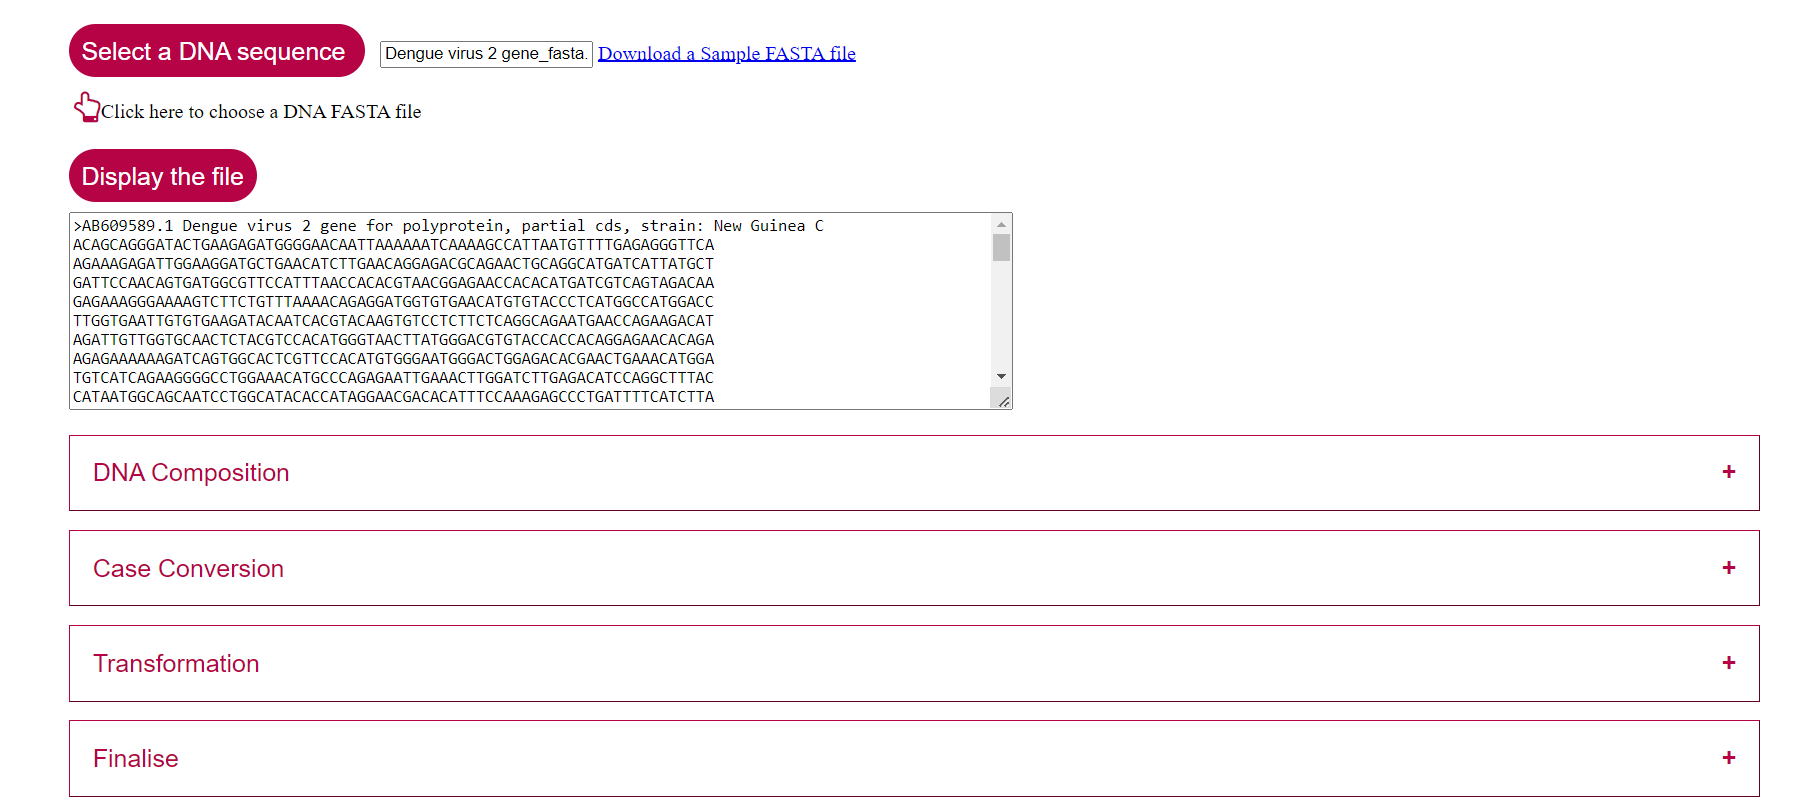 Select a DNA sequence Dengue virus 2 gene_fasta. Download a Sample FASTA file
Click here to choose a DNA FASTA file
Display the file
>AB609589.1 Dengue virus 2 gene for polyprotein, partial cds, strain: New Guinea C
ACAGCAGGGATACTGAAGAGATGGGGAACAATTAAAAAATCAAAAGCCATTAATGTTTTGAGAGGGTTCA
AGAAAGAGATTGGAAGGATGCTGAACATCTTGAACAGGAGACGCAGAACTGCAGGCATGATCATTATGCT
GATTCCAACAGTGATGGCGTTCCATTTAACCACACGTAACGGAGAACCACACATGATCGTCAGTAGACAA
GAGAAAGGGAAAAGTCTTCTGTTTAAAACAGAGGATGGTGTGAACATGTGTACCCTCATGGCCATGGACC
TTGGTGAATTGTGTGAAGATACAATCACGTACAAGTGTCCTCTTCTCAGGCAGAATGAACCAGAAGACAT
AGATTGTTGGTGCAACTCTACGTCCACATGGGTAACTTATGGGACGTGTACCACCACAGGAGAACACAGA
AGAGAAAAAAGATCAGTGGCACTCGTTCCACATGTGGGAATGGGACTGGAGACACGAACTGAAACATGGA
TGTCATCAGAAGGGGCCTGGAAACATGCCCAGAGAATTGAAACTTGGATCTTGAGACATCCAGGCTTTAC
CATAATGGCAGCAATCCTGGCATACACCATAGGAACGACACATTTCCAAAGAGCCCTGATTTTCATCTTA
DNA Composition +
Case Conversion +
Transformation +
Finalise +